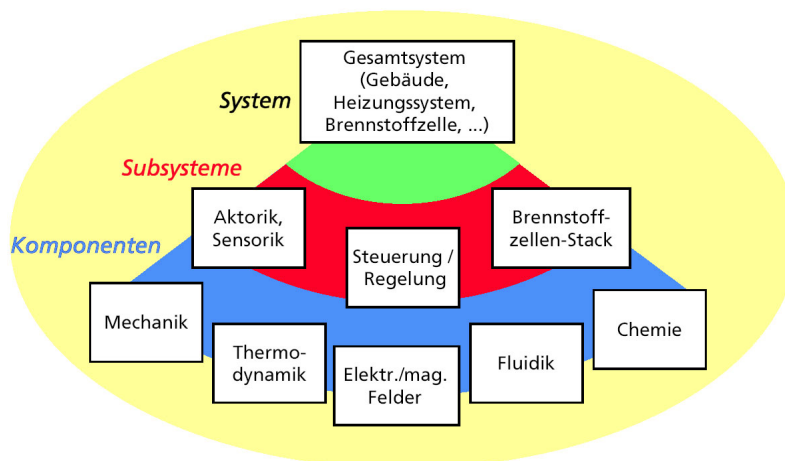 Gesamtsystem
(Gebäude,
Heizungssystem,
Brennstoffzelle, ...)
System
Subsysteme
Aktorik,
Sensorik
Brennstoff-
zellen-Stack
Steuerung /
Regelung
Komponenten
Mechanik
Thermo-
dynamik
Elektr./mag.
Felder
Fluidik
Chemie